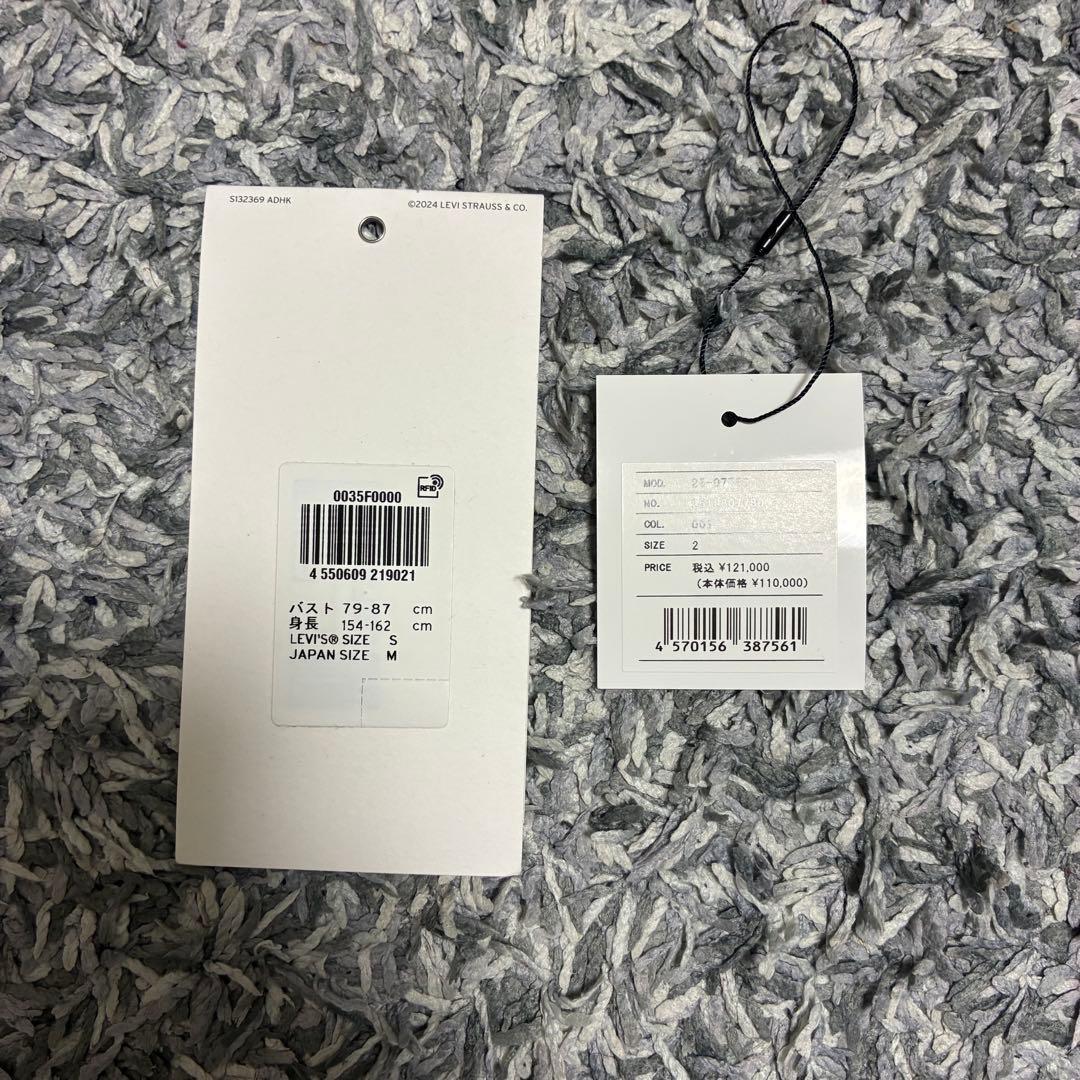 S132369 ADHK
©2024 LEVI STRAUSS & CO.
0035F0000
RFID
4 550609 219021
バスト 79-87 cm
身長 154-162 cm
LEVI'S® SIZE S
JAPAN SIZE M
MOD.
NO.
COL.
SIZE 2
PRICE 税込 ¥121,000
(本体価格 ¥110,000)
4 570156 387561